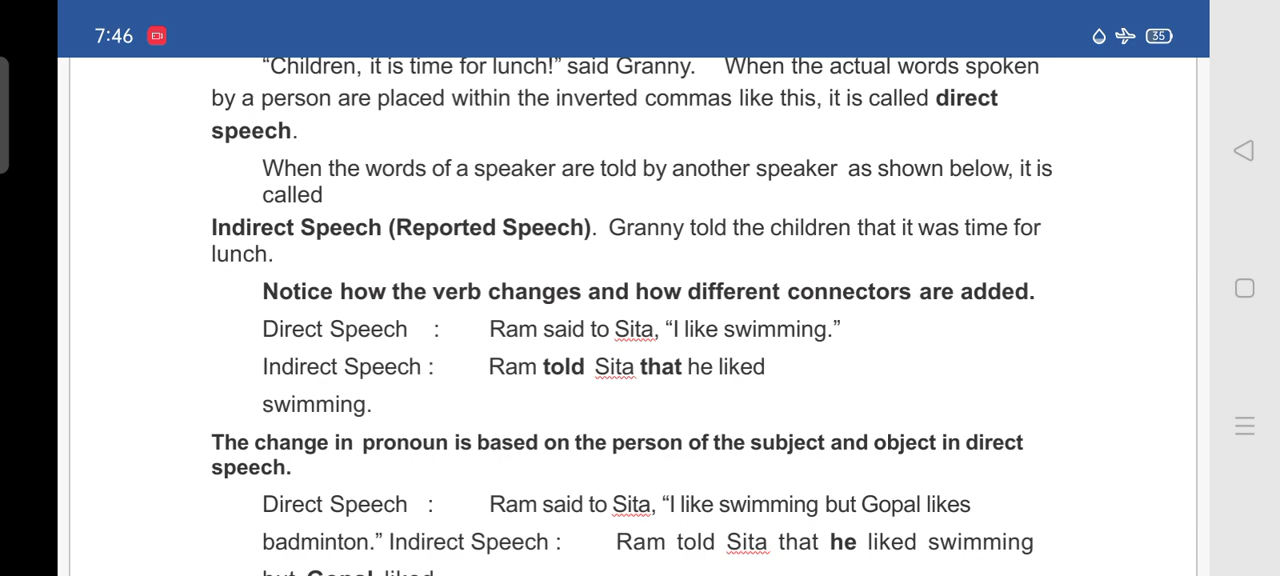 7:46
35
“Children, it is time for lunch!” said Granny. When the actual words spoken
by a person are placed within the inverted commas like this, it is called direct
speech.
When the words of a speaker are told by another speaker as shown below, it is
called
Indirect Speech (Reported Speech). Granny told the children that it was time for
lunch.
Notice how the verb changes and how different connectors are added.
Direct Speech : Ram said to Sita, “I like swimming.”
Indirect Speech : Ram told Sita that he liked
swimming.
The change in pronoun is based on the person of the subject and object in direct
speech.
Direct Speech : Ram said to Sita, “I like swimming but Gopal likes
badminton.” Indirect Speech : Ram told Sita that he liked swimming
but Gopal liked